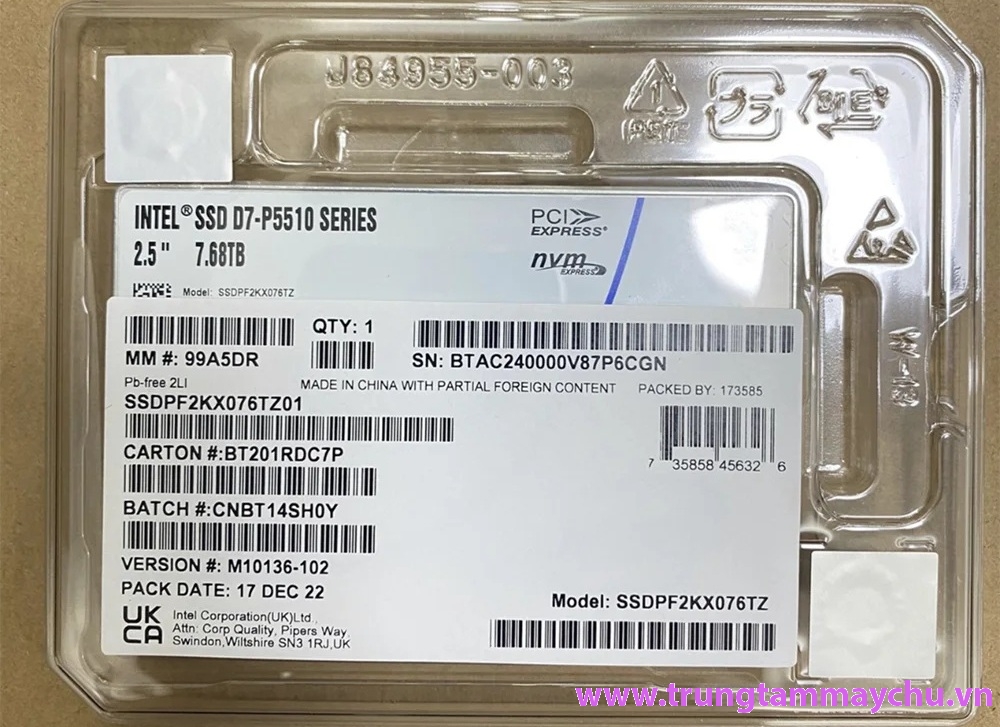 J84955-003
1
プラ
INTEL® SSD D7-P5510 SERIES
2.5" 7.68TB
PCI EXPRESS®
nvm EXPRESS
Model: SSDPF2KX076TZ
MM #: 99A5DR
QTY: 1
SN: BTAC240000V87P6CGN
Pb-free 2LI
MADE IN CHINA WITH PARTIAL FOREIGN CONTENT
PACKED BY: 173585
SSDPF2KX076TZ01
7 35858 45632 6
CARTON #:BT201RDC7P
BATCH #:CNBT14SH0Y
VERSION #: M10136-102
PACK DATE: 17 DEC 22
Model: SSDPF2KX076TZ
UK
CA
Intel Corporation(UK)Ltd.,
Attn: Corp Quality, Pipers Way,
Swindon,Wiltshire SN3 1RJ,UK
www.trungtammaychu.vn